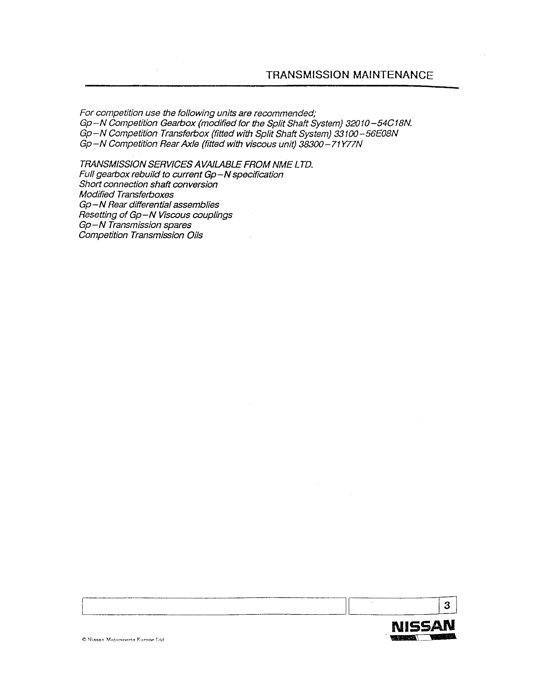 TRANSMISSION MAINTENANCE
For competition use the following units are recommended;
Gp-N Competition Gearbox (modified for the Split Shaft System) 32010-54C18N.
Gp-N Competition Transferbox (fitted with Split Shaft System) 33100-56E08N
Gp-N Competition Rear Axle (fitted with viscous unit) 38300-71Y77N
TRANSMISSION SERVICES AVAILABLE FROM NME LTD.
Full gearbox rebuild to current Gp-N specification
Short connection shaft conversion
Modified Transferboxes
Gp-N Rear differential assemblies
Resetting of Gp-N Viscous couplings
Gp-N Transmission spares
Competition Transmission Oils
3
NISSAN
© Nissan Motorsports Europe Ltd